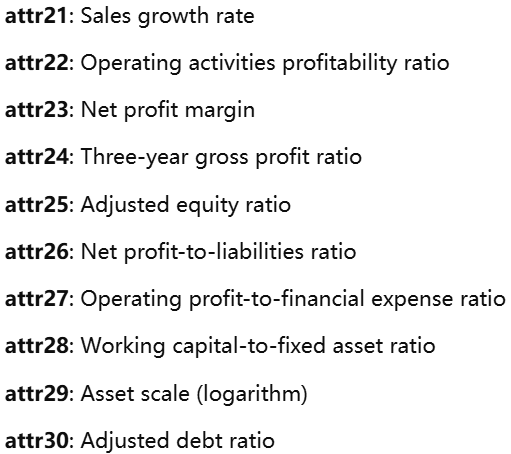 attr21: Sales growth rate
attr22: Operating activities profitability ratio
attr23: Net profit margin
attr24: Three-year gross profit ratio
attr25: Adjusted equity ratio
attr26: Net profit-to-liabilities ratio
attr27: Operating profit-to-financial expense ratio
attr28: Working capital-to-fixed asset ratio
attr29: Asset scale (logarithm)
attr30: Adjusted debt ratio